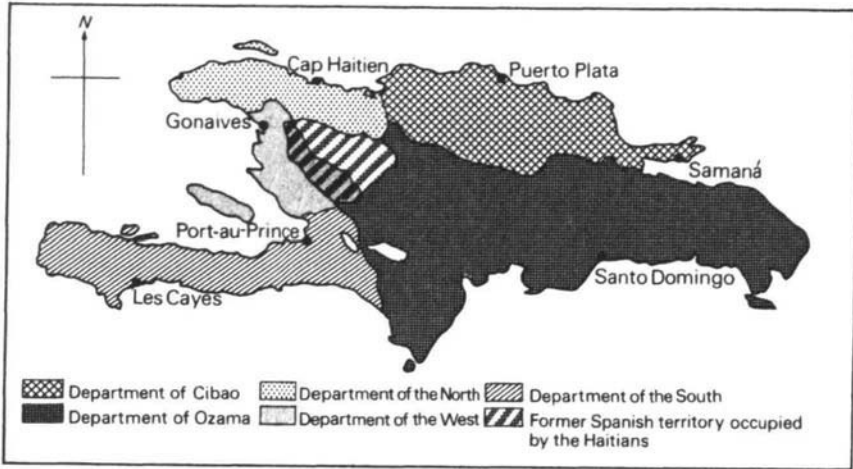 N
Cap Haitien
Puerto Plata
Gonaives
Samaná
Port-au-Prince
Santo Domingo
Les Cayes
Department of Cibao
Department of the North
Department of the South
Department of Ozama
Department of the West
Former Spanish territory occupied
by the Haitians